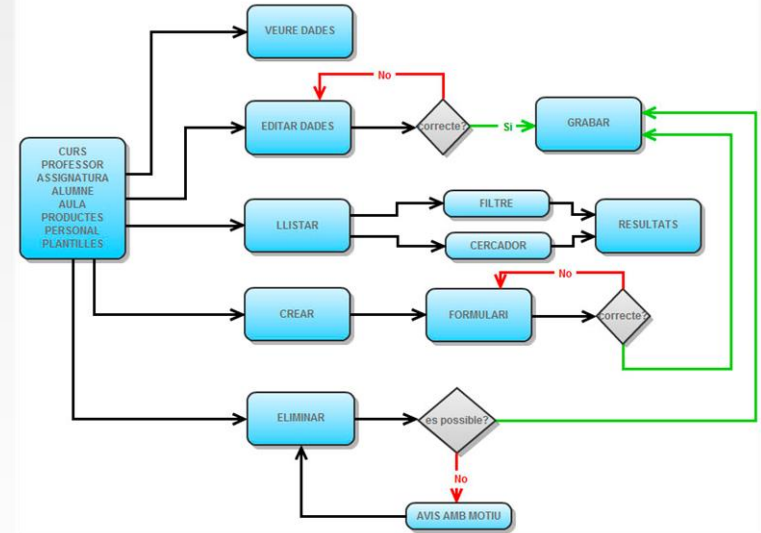 VEURE DADES
No
EDITAR DADES
correcte?
Si
GRABAR
CURS
PROFESSOR
ASSIGNATURA
ALUMNE
AULA
PRODUCTES
PERSONAL
PLANTILLES
LLISTAR
FILTRE
CERCADOR
RESULTATS
No
CREAR
FORMULARI
correcte?
ELIMINAR
es possible?
No
AVIS AMB MOTIU